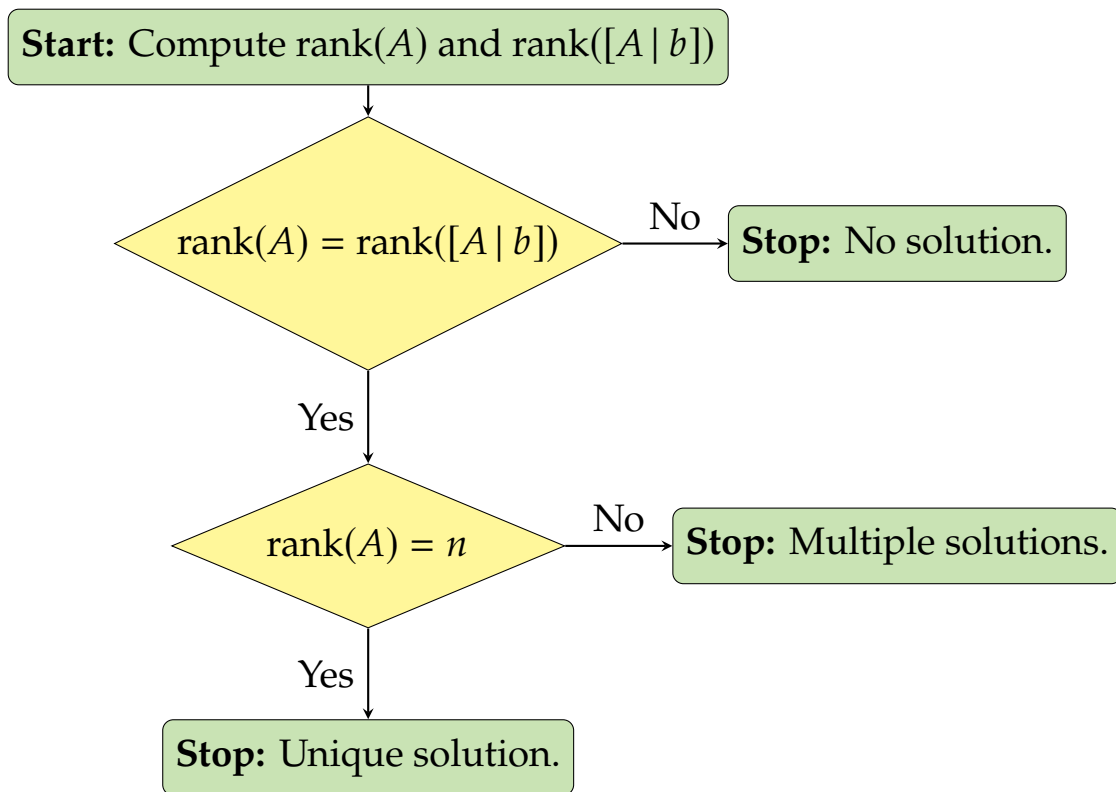 Start: Compute rank(A) and rank([A | b])
rank(A) = rank([A | b])
No
Stop: No solution.
Yes
rank(A) = n
No
Stop: Multiple solutions.
Yes
Stop: Unique solution.